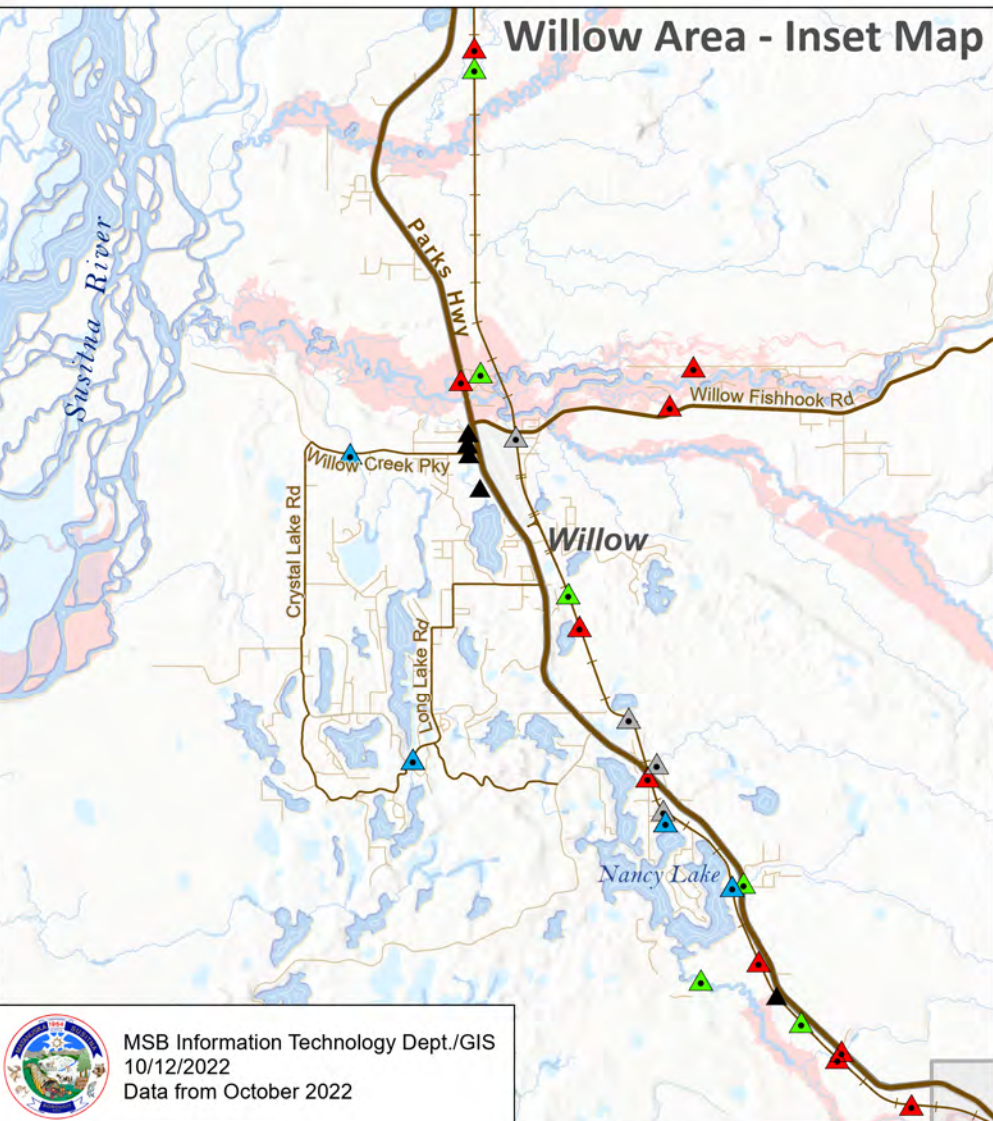 Willow Area - Inset Map
Susitna River
Parks Hwy
Willow Fishhook Rd
Willow Creek Pky
Crystal Lake Rd
Willow
Long Lake Rd
Nancy Lake
MSB Information Technology Dept./GIS
10/12/2022
Data from October 2022